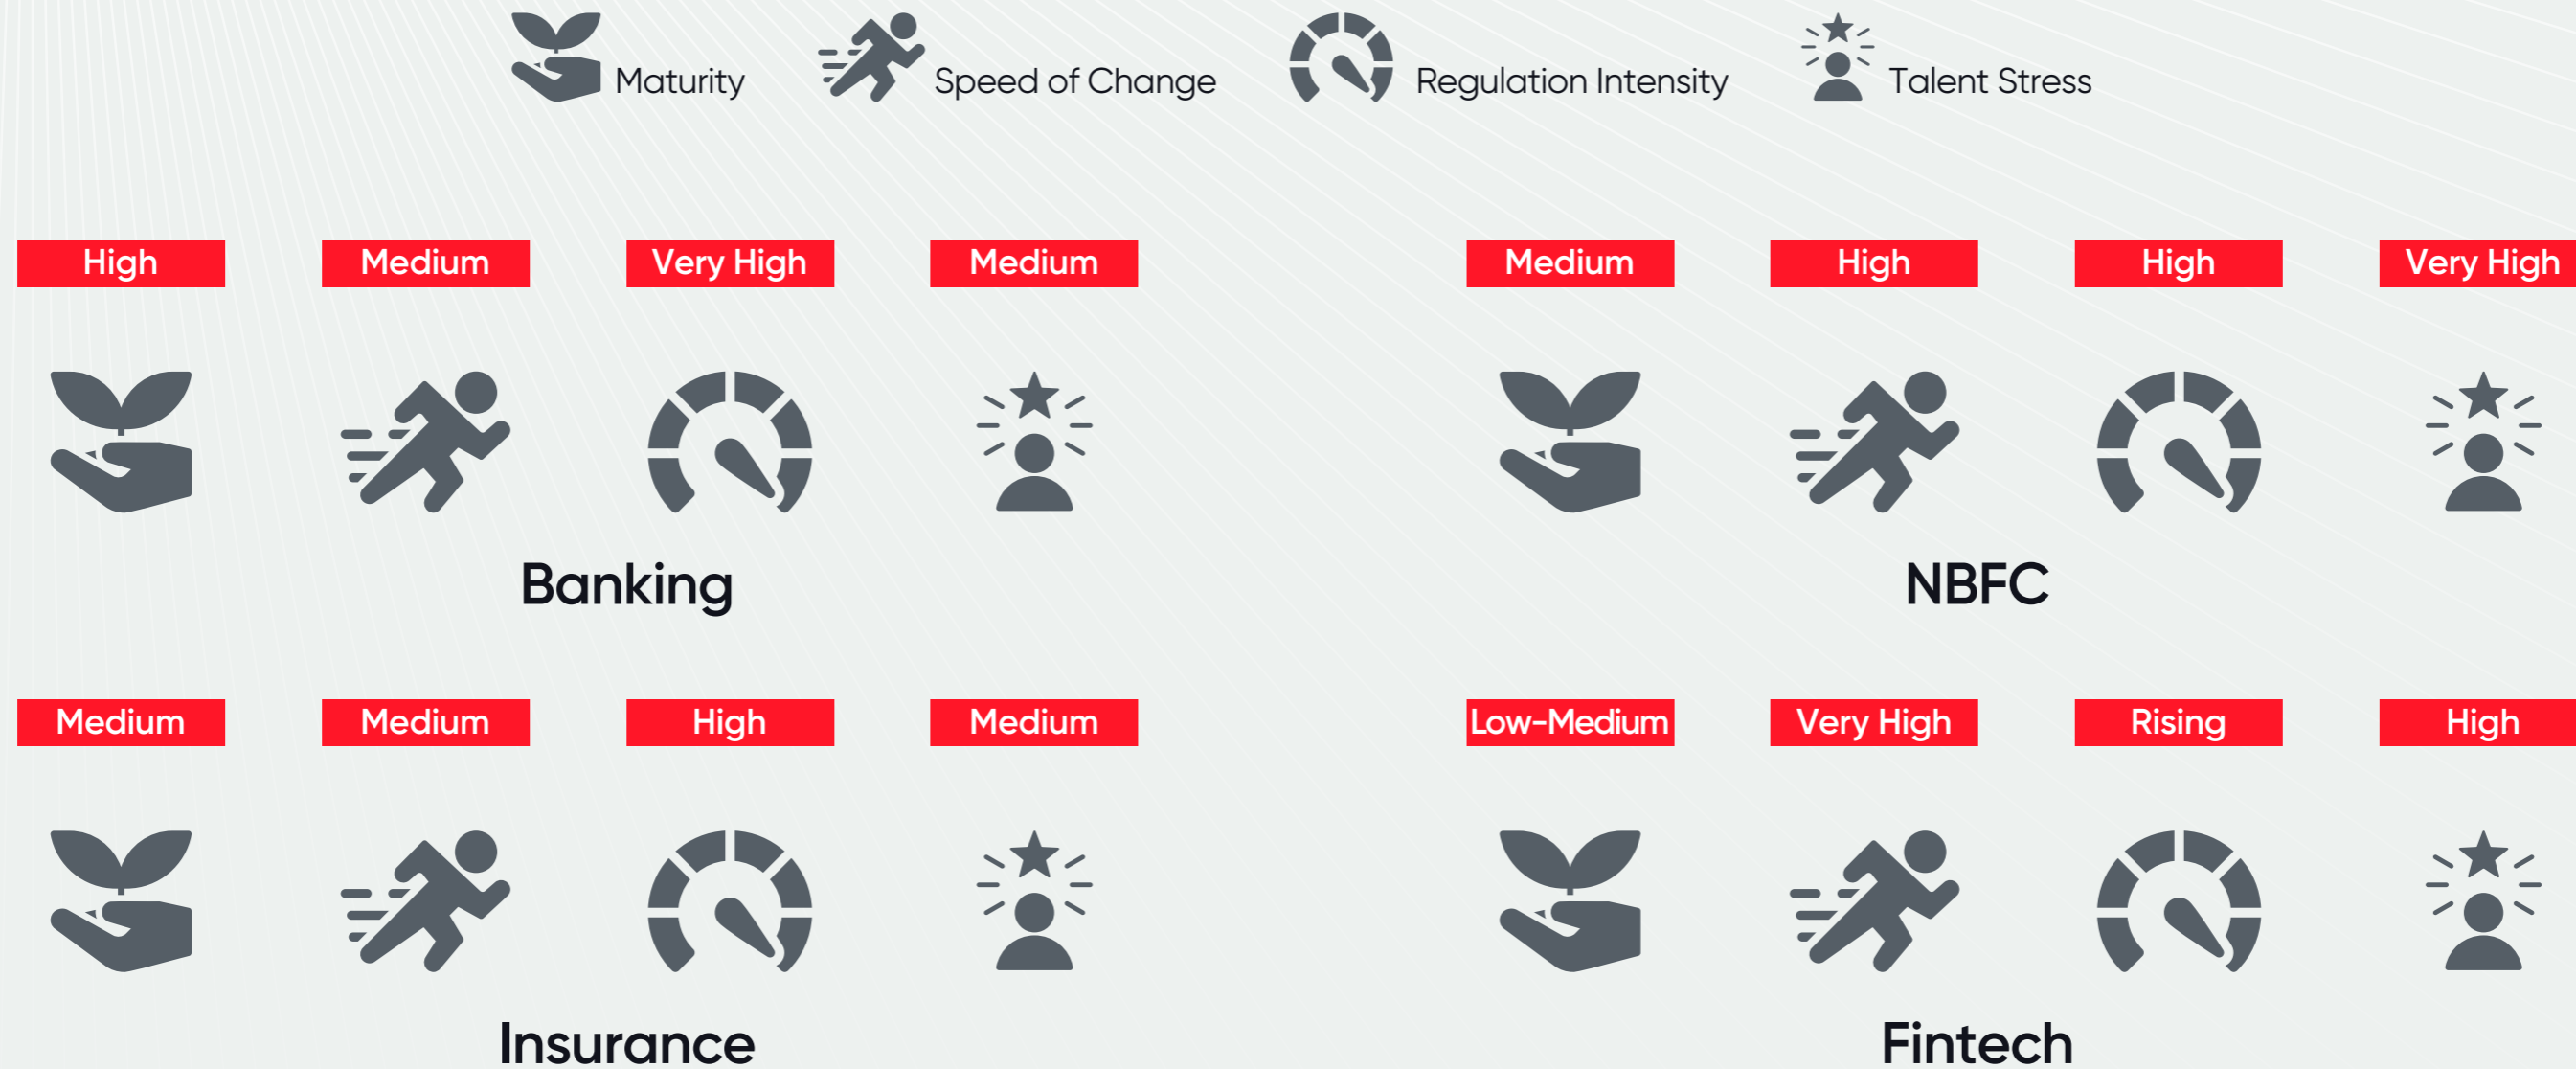 Maturity Speed of Change Regulation Intensity Talent Stress
High Medium Very High Medium
Banking
Medium High High Very High
NBFC
Medium Medium High Medium
Insurance
Low-Medium Very High Rising High
Fintech